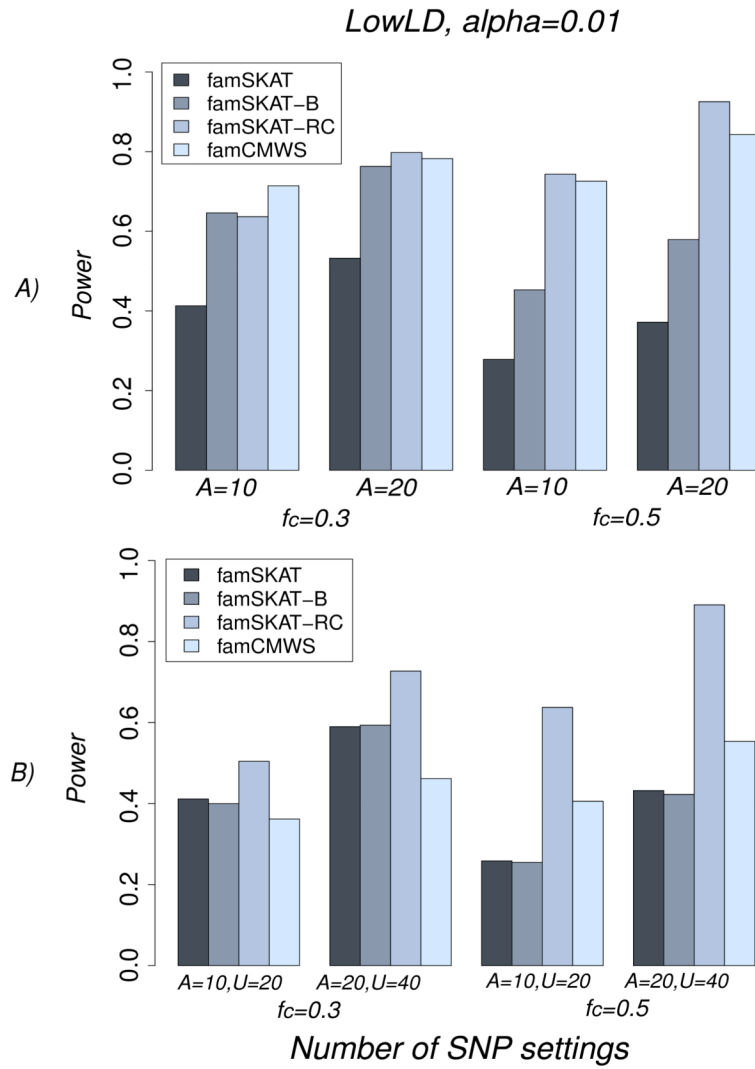 LowLD, alpha=0.01
A)
Power
1.0
0.8
0.6
0.4
0.2
0.0
famSKAT
famSKAT-B
famSKAT-RC
famCMWS
A=10 A=20 A=10 A=20
fc=0.3 fc=0.5
B)
Power
1.0
0.8
0.6
0.4
0.2
0.0
famSKAT
famSKAT-B
famSKAT-RC
famCMWS
A=10,U=20 A=20,U=40 A=10,U=20 A=20,U=40
fc=0.3 fc=0.5
Number of SNP settings